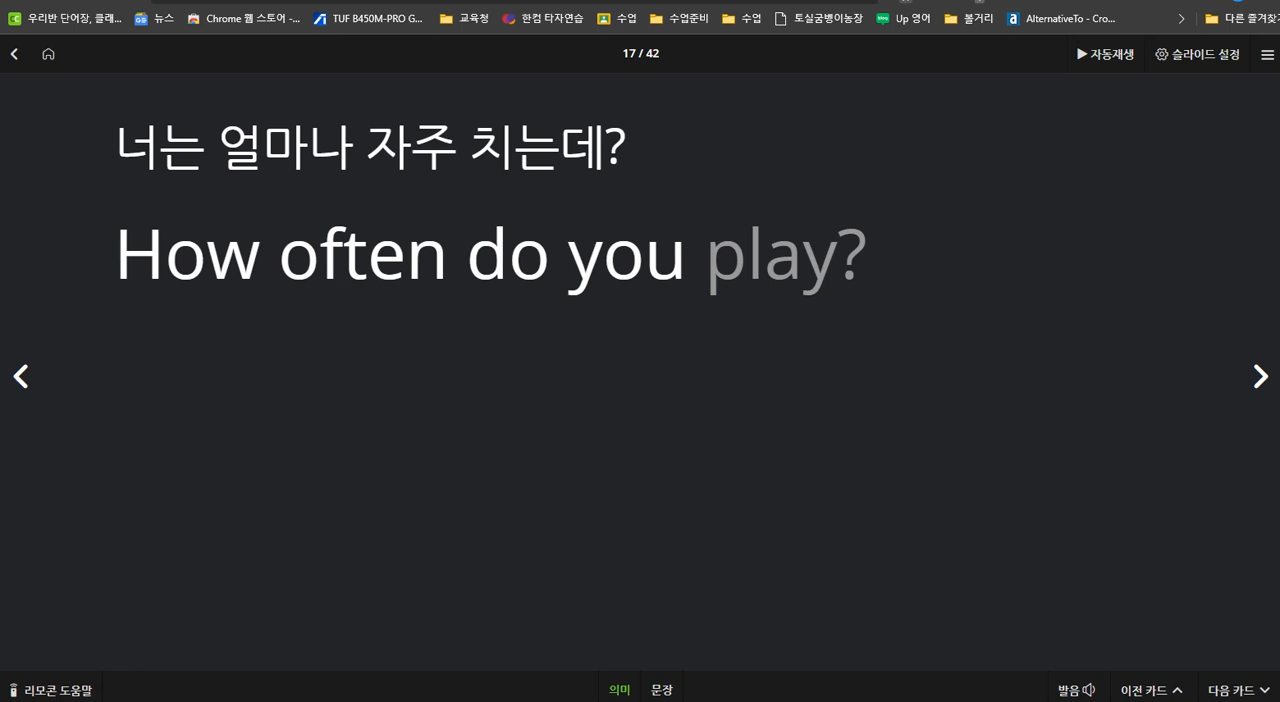 우리반 단어장, 클래... 뉴스 Chrome 웹 스토어 -... TUF B450M-PRO G... 교육청 한컴 타자연습 수업 수업준비 수업 토실굼벵이농장 Up 영어 볼거리 AlternativeTo - Cro... 다른 즐겨찾기
17 / 42 자동재생 슬라이드 설정
너는 얼마나 자주 치는데?
How often do you play?
리모콘 도움말 의미 문장 발음 이전 카드 다음 카드